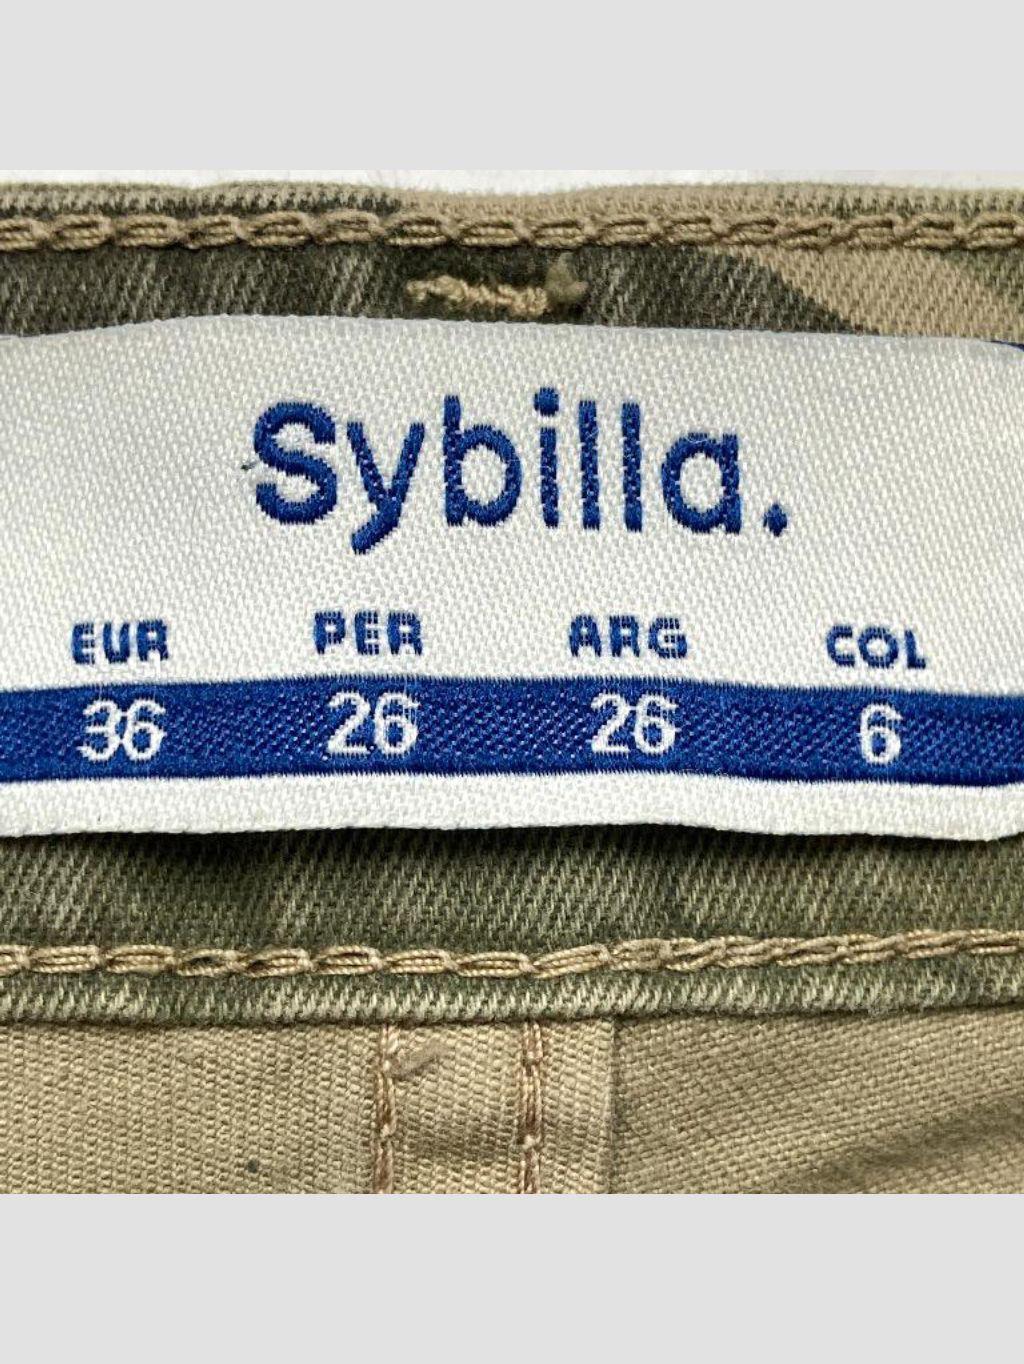 Sybilla.
EUR PER ARG COL
36 26 26 6